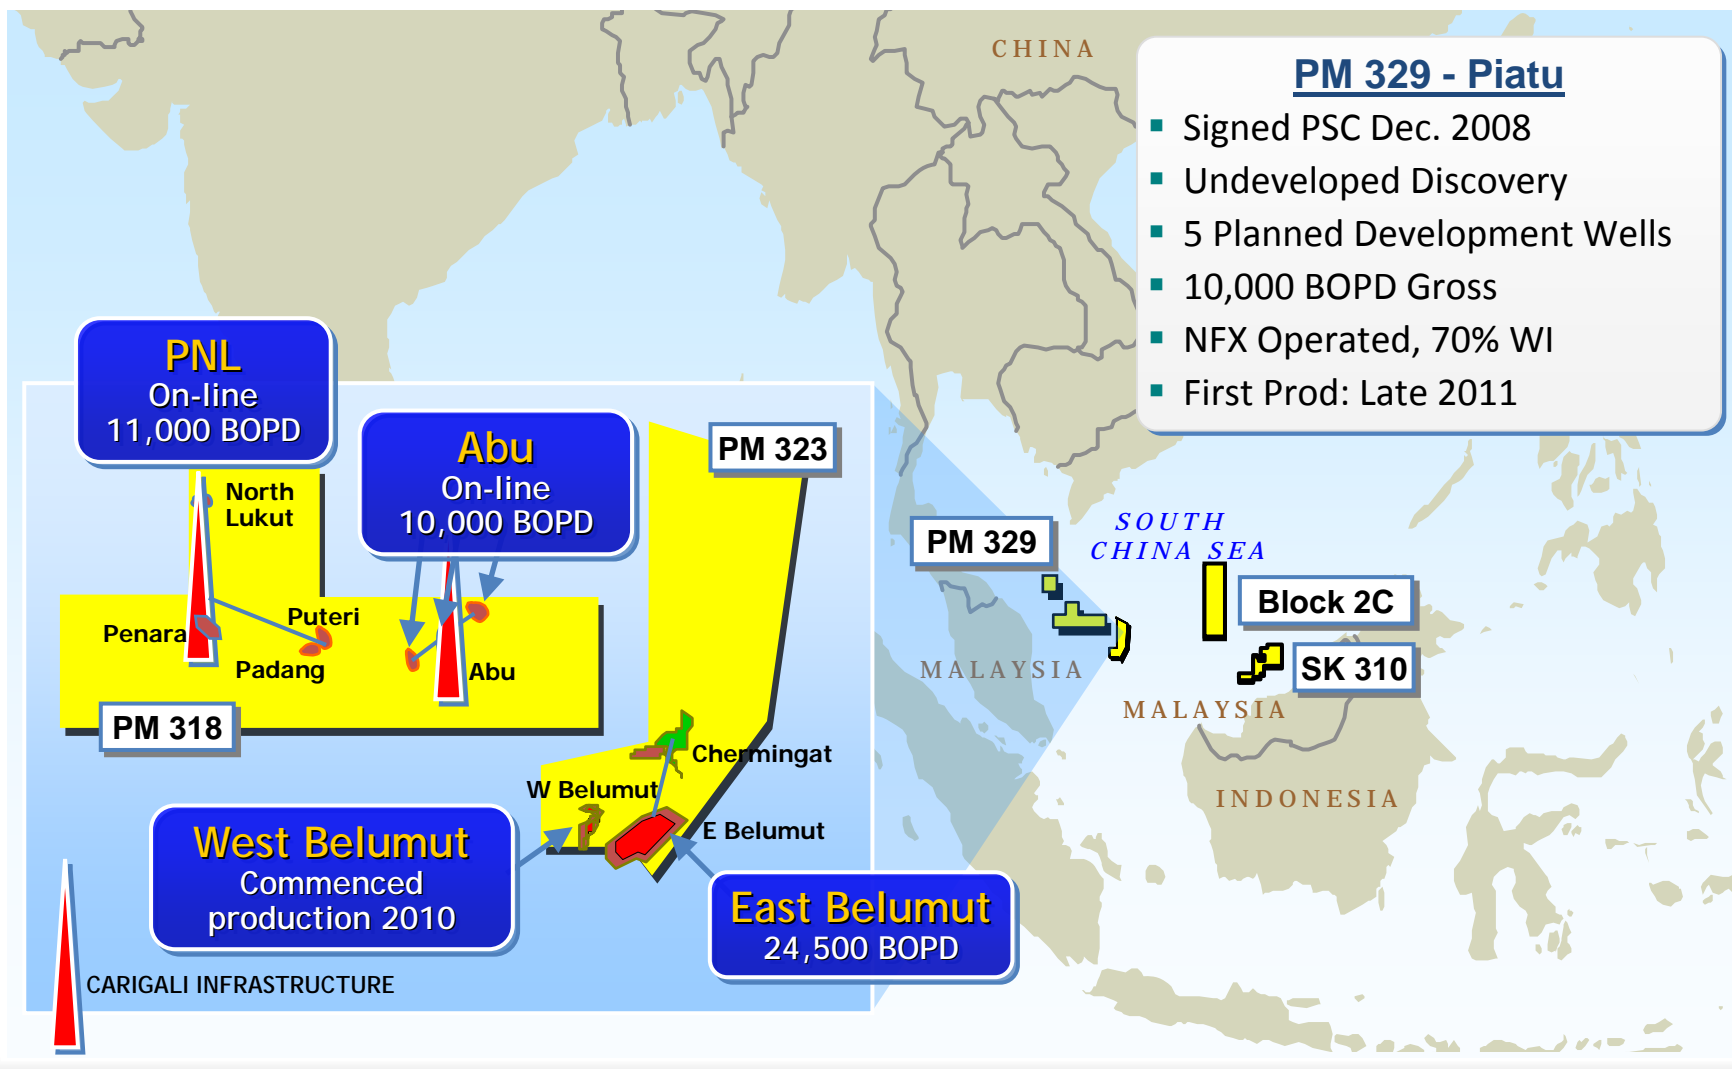 CHINA
PM 329 - Piatu
▪ Signed PSC Dec. 2008
▪ Undeveloped Discovery
▪ 5 Planned Development Wells
▪ 10,000 BOPD Gross
▪ NFX Operated, 70% WI
▪ First Prod: Late 2011
PNL
On-line
11,000 BOPD
Abu
On-line
10,000 BOPD
PM 323
North
Lukut
Penara
Puteri
Padang
Abu
PM 318
Chermingat
W Belumut
E Belumut
West Belumut
Commenced
production 2010
East Belumut
24,500 BOPD
CARIGALI INFRASTRUCTURE
SOUTH
CHINA SEA
PM 329
Block 2C
SK 310
MALAYSIA
MALAYSIA
INDONESIA